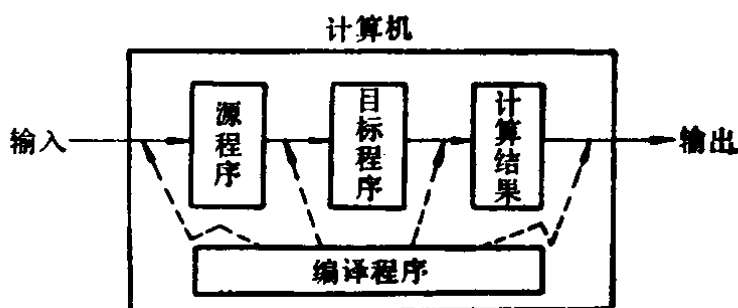 计算机
输入
源程序
目标程序
计算结果
输出
编译程序